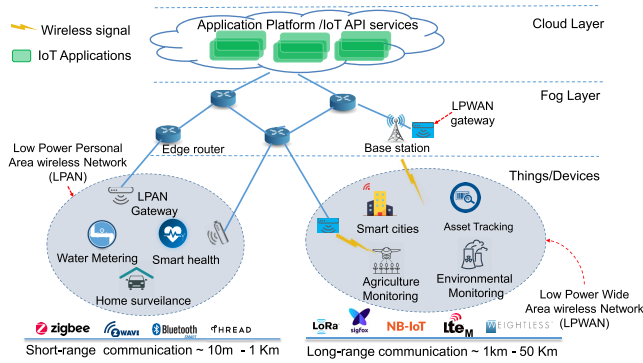 Wireless signal
IoT Applications
Application Platform /IoT API services
Cloud Layer
Fog Layer
LPWAN
gateway
Base station
Edge router
Low Power Personal
Area wireless Network
(LPAN)
Things/Devices
LPAN
Gateway
Water Metering
Smart health
Home surveilance
Smart cities
Asset Tracking
Agriculture
Monitoring
Environmental
Monitoring
Low Power Wide
Area wireless Network
(LPWAN)
zigbee
WAVE
Bluetooth
SMART
THREAD
Short-range communication ~ 10m - 1 Km
LoRa
sigfox
NB-IoT
LTE M
WEIGHTLESS
Long-range communication ~ 1km - 50 Km